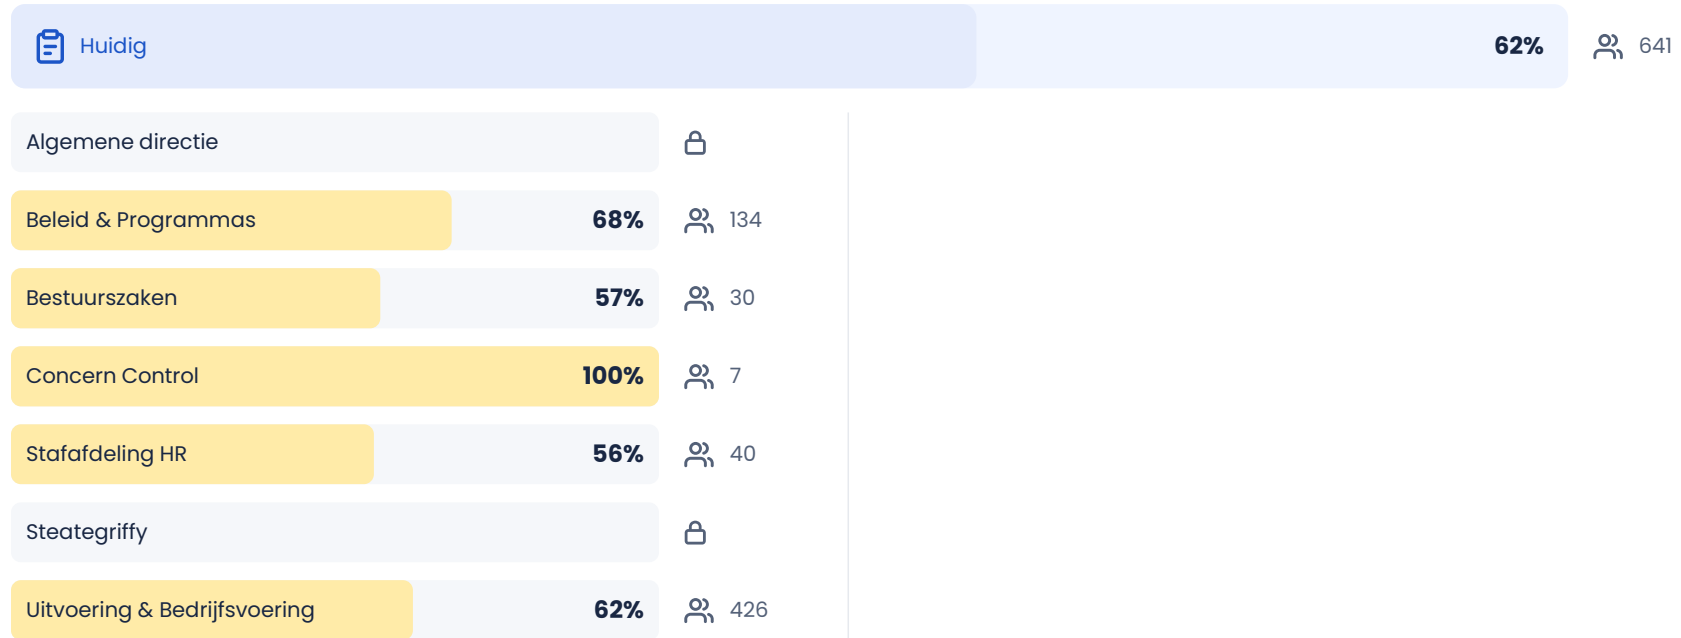 Huidig 62% 641
Algemene directie
Beleid & Programmas 68% 134
Bestuurszaken 57% 30
Concern Control 100% 7
Stafafdeling HR 56% 40
Steategriffy
Uitvoering & Bedrijfsvoering 62% 426